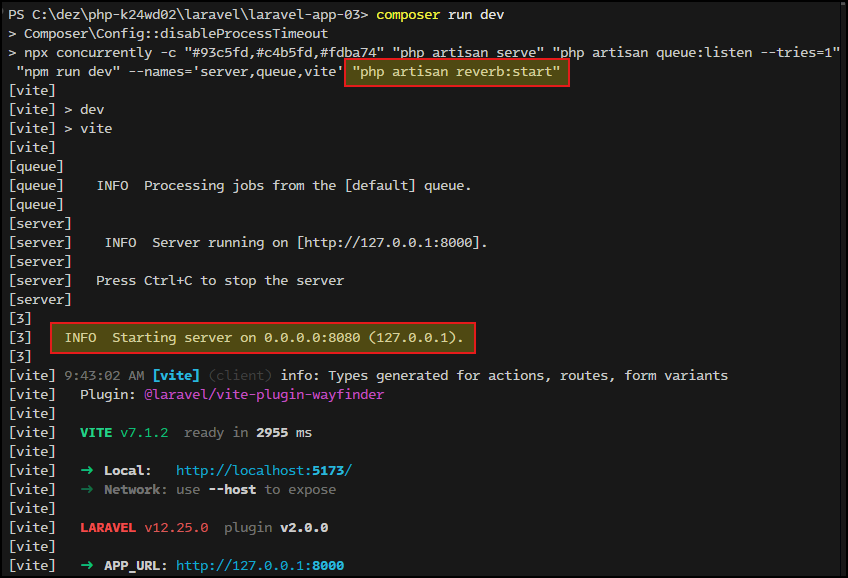 PS C:\dez\php-k24wd02\laravel\laravel-app-03> composer run dev
> Composer\Config::disableProcessTimeout
> npx concurrently -c "#93c5fd,#c4b5fd,#fdba74" "php artisan serve" "php artisan queue:listen --tries=1"
"npm run dev" --names='server,queue,vite' "php artisan reverb:start"
[vite]
[vite] > dev
[vite] > vite
[vite]
[queue]
[queue]    INFO  Processing jobs from the [default] queue.
[queue]
[server]
[server]    INFO  Server running on [http://127.0.0.1:8000].
[server]
[server]   Press Ctrl+C to stop the server
[server]
[3]
[3]    INFO  Starting server on 0.0.0.0:8080 (127.0.0.1).
[3]
[vite] 9:43:02 AM [vite] (client) info: Types generated for actions, routes, form variants
[vite]   Plugin: @laravel/vite-plugin-wayfinder
[vite]
[vite]   VITE v7.1.2  ready in 2955 ms
[vite]
[vite]   ➜ Local:   http://localhost:5173/
[vite]   ➜ Network: use --host to expose
[vite]
[vite]   LARAVEL v12.25.0  plugin v2.0.0
[vite]
[vite]   ➜ APP_URL: http://127.0.0.1:8000